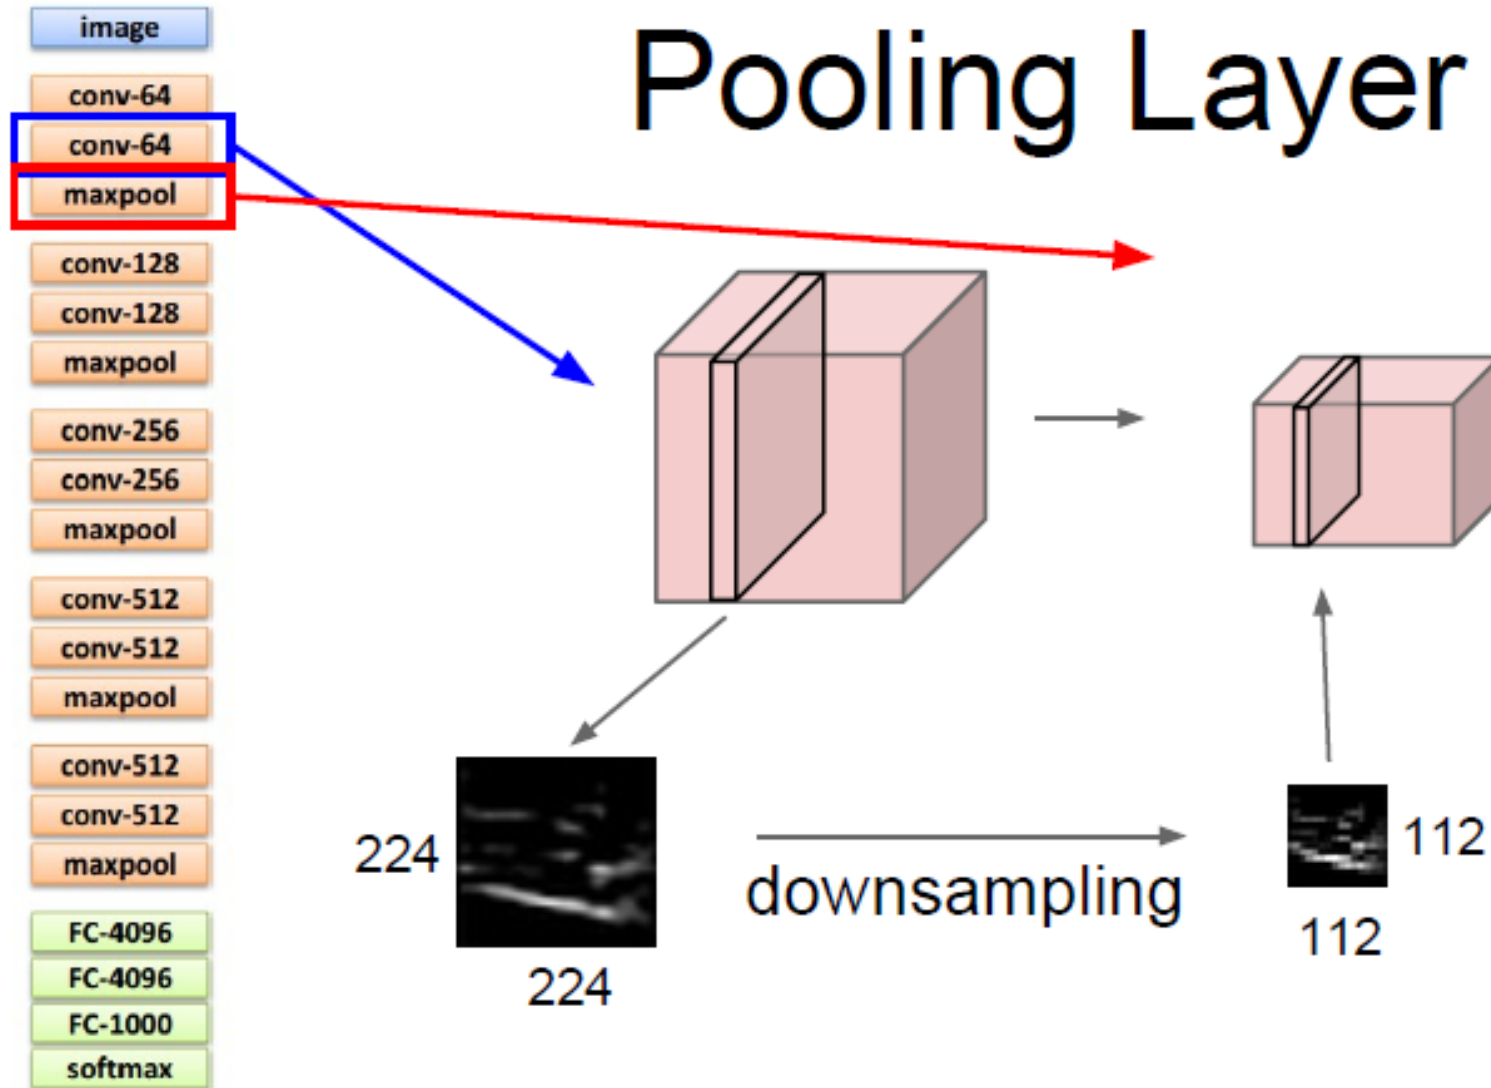 image
conv-64
conv-64
maxpool
conv-128
conv-128
maxpool
conv-256
conv-256
maxpool
conv-512
conv-512
maxpool
conv-512
conv-512
maxpool
FC-4096
FC-4096
FC-1000
softmax
Pooling Layer
224
224
downsampling
112
112